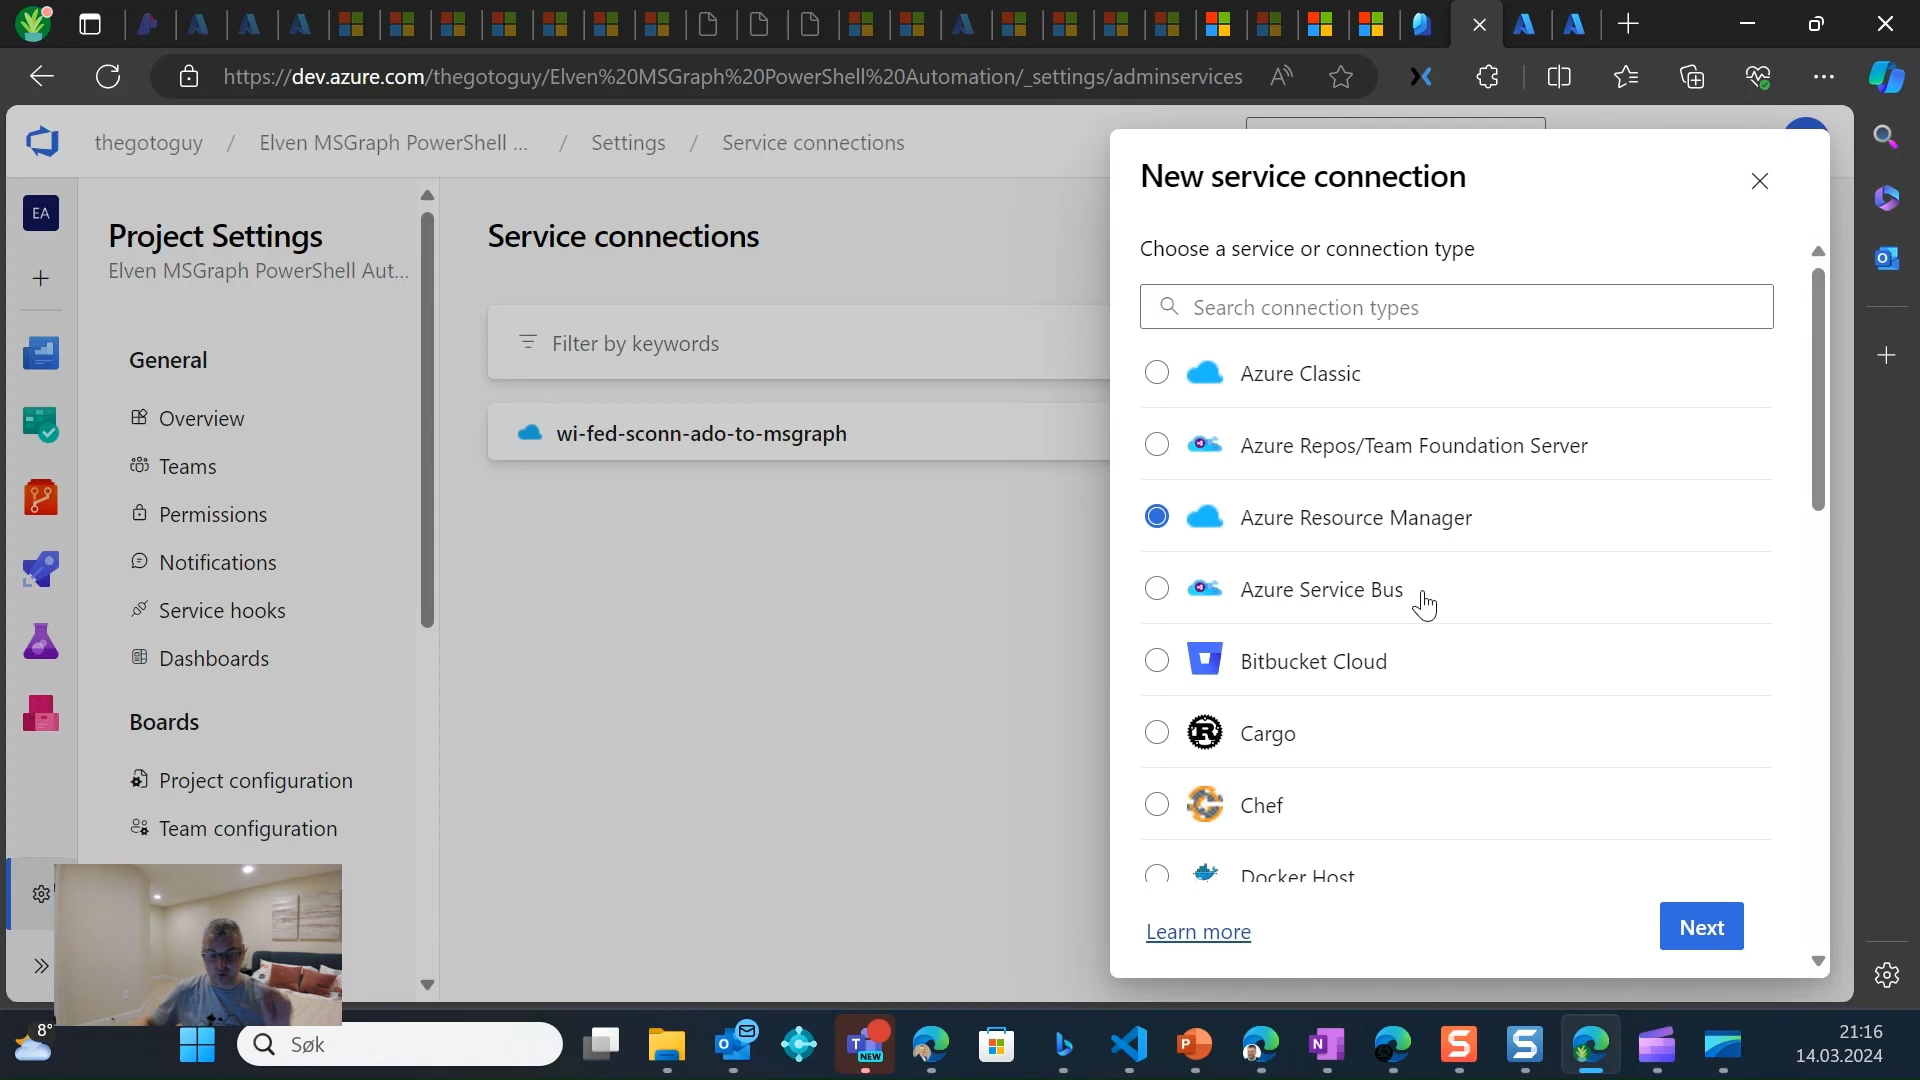 https://dev.azure.com/thegotoguy/Elven%20MSGraph%20PowerShell%20Automation/_settings/adminservices
thegotoguy / Elven MSGraph PowerShell ... / Settings / Service connections
EA
Project Settings
Elven MSGraph PowerShell Aut...
General
Overview
Teams
Permissions
Notifications
Service hooks
Dashboards
Boards
Project configuration
Team configuration
Service connections
Filter by keywords
wi-fed-sconn-ado-to-msgraph
New service connection
Choose a service or connection type
Search connection types
Azure Classic
Azure Repos/Team Foundation Server
Azure Resource Manager
Azure Service Bus
Bitbucket Cloud
Cargo
Chef
Docker Host
Learn more
Next
8°
Søk
NEW
21:16
14.03.2024